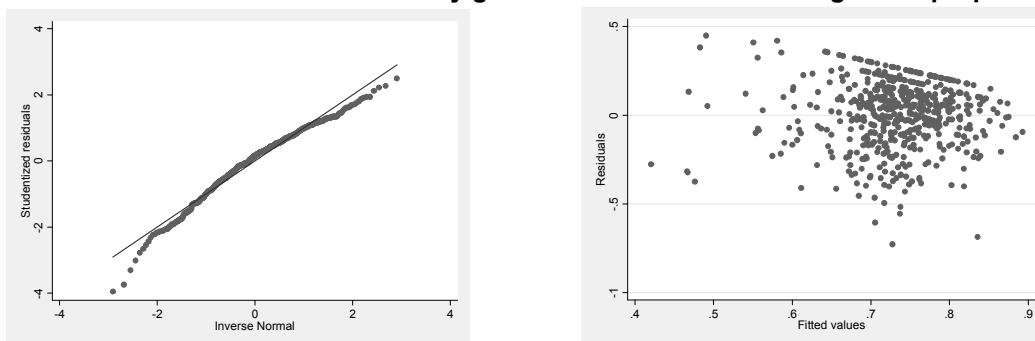 4
2
0
-2
-4
Studentized residuals
-4 -2 0 2 4
Inverse Normal
.5
0
-.5
-1
Residuals
.4 .5 .6 .7 .8 .9
Fitted values